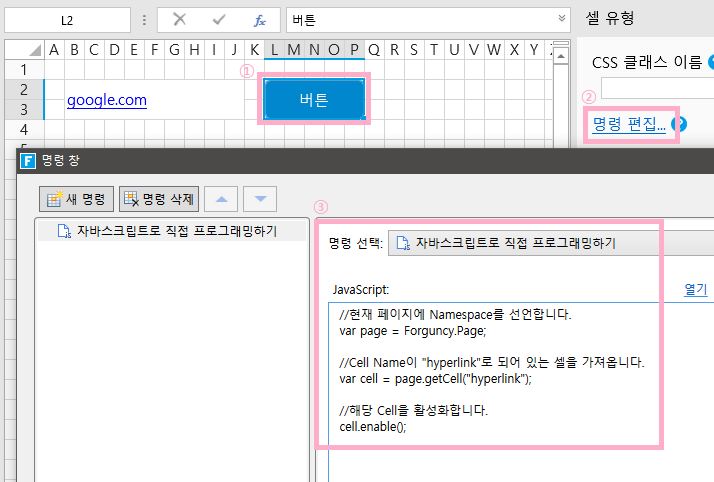 L2
버튼
셀 유형
A B C D E F G H I J K L M N O P Q R S T U V W X Y Z
CSS 클래스 이름 ?
1
①
②
2
google.com
버튼
3
명령 편집... ?
4
F 명령 창
새 명령
명령 삭제
③
자바스크립트로 직접 프로그래밍하기
명령 선택:
자바스크립트로 직접 프로그래밍하기
JavaScript:
열기
//현재 페이지에 Namespace를 선언합니다.
var page = Forguncy.Page;
//Cell Name이 "hyperlink"로 되어 있는 셀을 가져옵니다.
var cell = page.getCell("hyperlink");
//해당 Cell을 활성화합니다.
cell.enable();